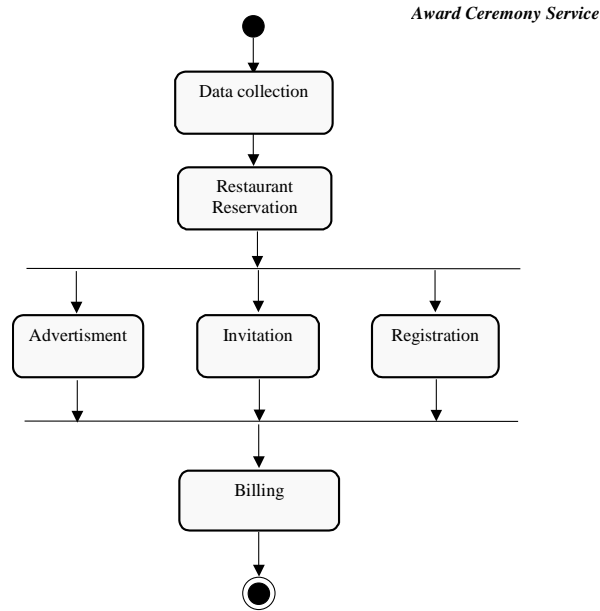 Award Ceremony Service
Data collection
Restaurant
Reservation
Advertisment
Invitation
Registration
Billing